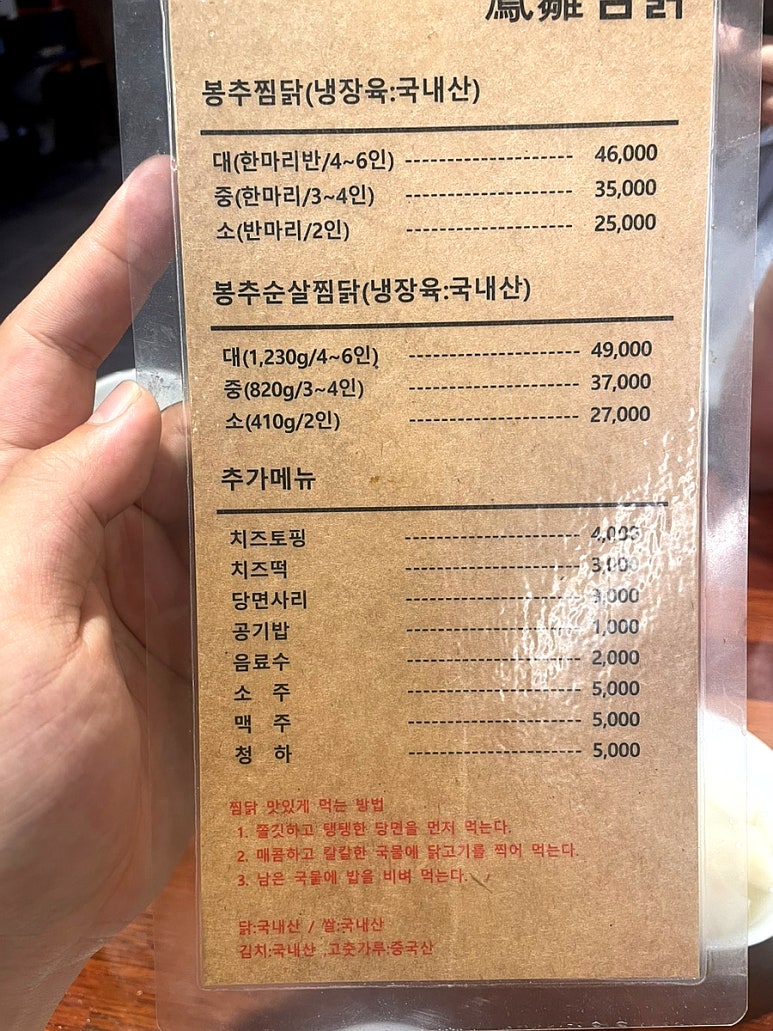 鳳雛찜닭
봉추찜닭(냉장육:국내산)
대(한마리반/4~6인) ---------------------- 46,000
중(한마리/3~4인) ---------------------- 35,000
소(반마리/2인) ---------------------- 25,000
봉추순살찜닭(냉장육:국내산)
대(1,230g/4~6인) ---------------------- 49,000
중(820g/3~4인) ---------------------- 37,000
소(410g/2인) ---------------------- 27,000
추가메뉴
치즈토핑 ---------------------- 4,000
치즈떡 ---------------------- 3,000
당면사리 ---------------------- 3,000
공기밥 ---------------------- 1,000
음료수 ---------------------- 2,000
소 주 ---------------------- 5,000
맥 주 ---------------------- 5,000
청 하 ---------------------- 5,000
찜닭 맛있게 먹는 방법
1. 쫄깃하고 탱탱한 당면을 먼저 먹는다.
2. 매콤하고 칼칼한 국물에 닭고기를 찍어 먹는다.
3. 남은 국물에 밥을 비벼 먹는다.
닭:국내산 / 쌀:국내산
김치:국내산 ,고춧가루:중국산